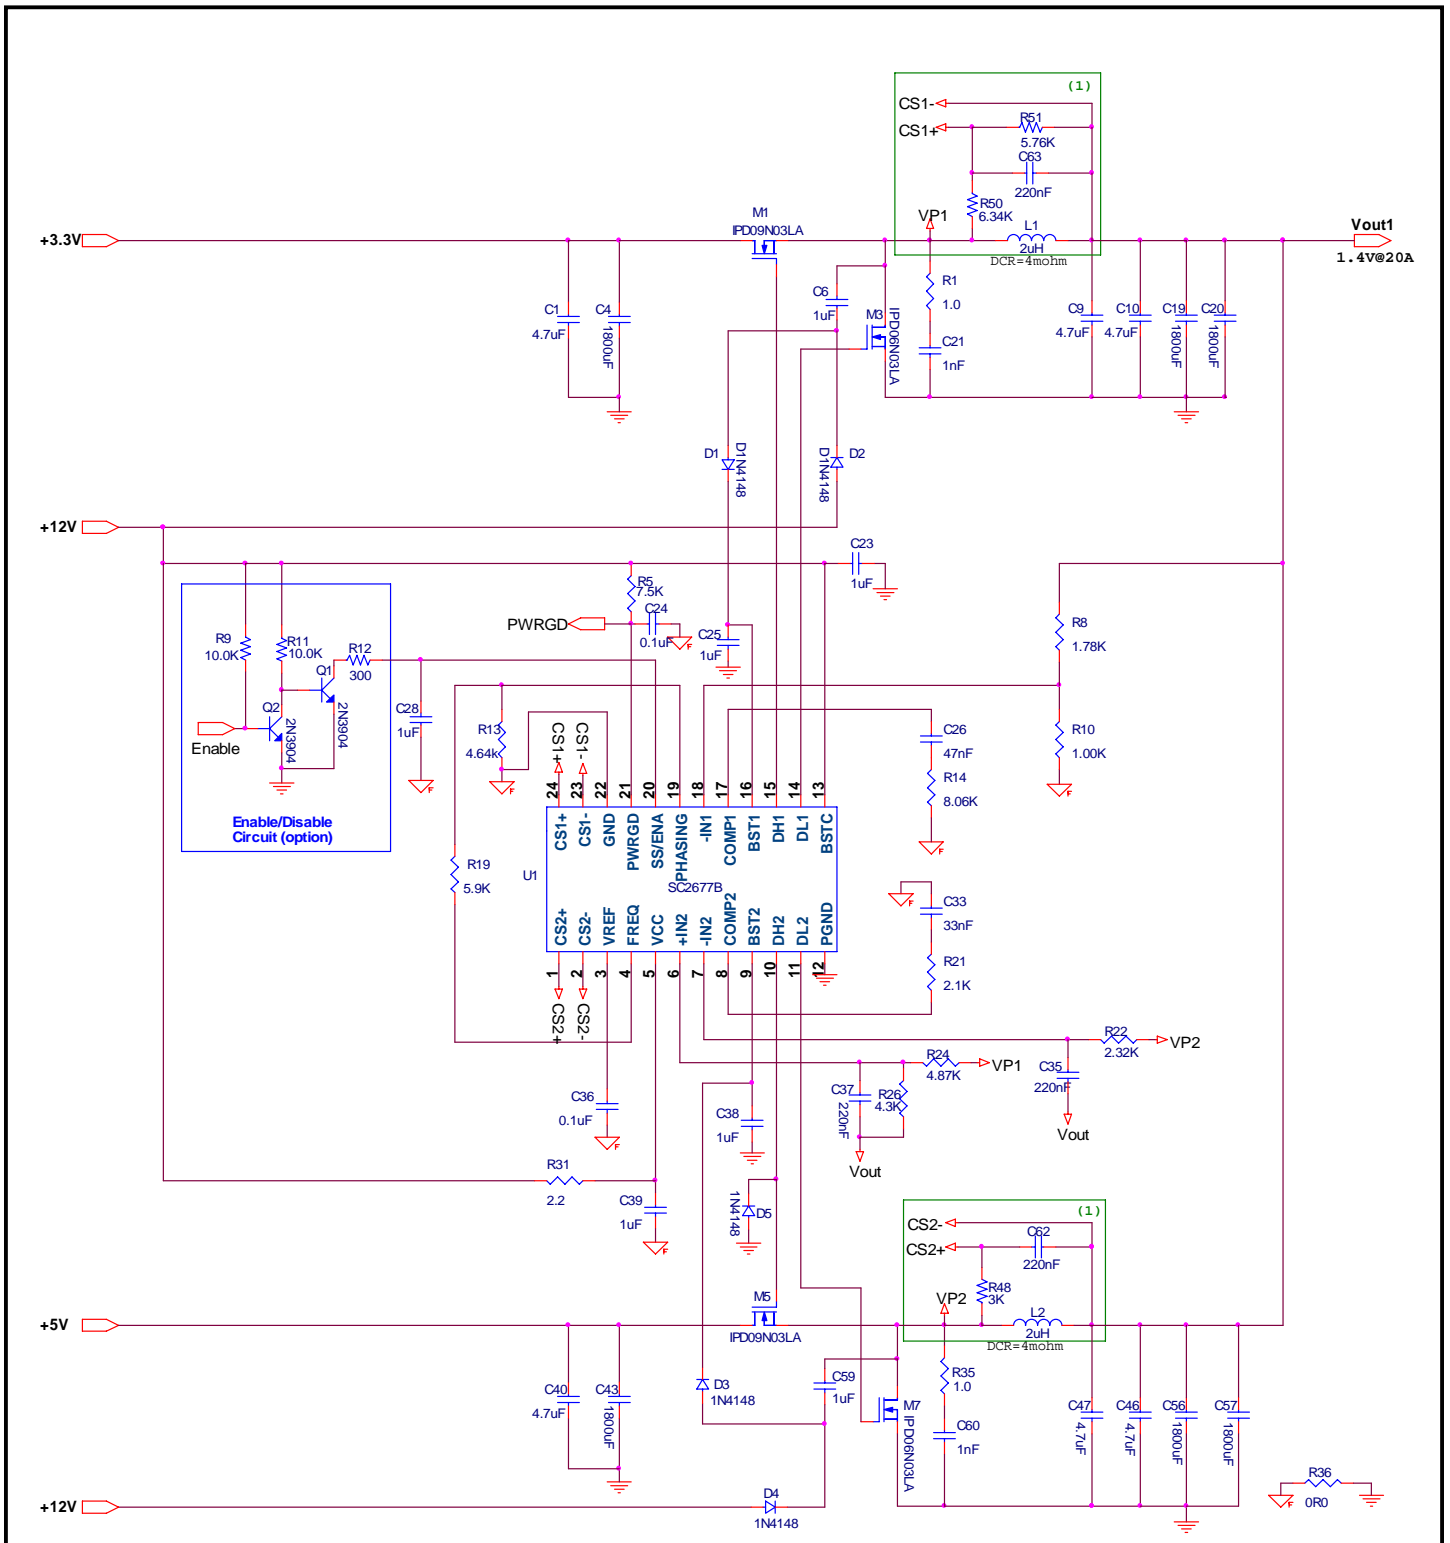 (1)
CS1-
CS1+
R51
5.76K
C63
220nF
R50
6.34K
VP1
L1
2uH
DCR=4mohm
M1
IPD09N03LA
+3.3V
Vout1
1.4V@20A
C1
4.7uF
C4
1800uF
C6
1uF
M3
IPD06N03LA
R1
1.0
C21
1nF
C9
4.7uF
C10
4.7uF
C19
1800uF
C20
1800uF
D1
D1N4148
D2
D1N4148
+12V
C23
1uF
R5
7.5K
PWRGD
C24
0.1uF
C25
1uF
R8
1.78K
R10
1.00K
R9
10.0K
R11
10.0K
R12
300
Q1
2N3904
Q2
2N3904
Enable
Enable/Disable
Circuit (option)
C28
1uF
R13
4.64k
F
F
F
F
CS1+
CS1-
C26
47nF
R14
8.06K
F
24
23
22
21
20
19
18
17
16
15
14
13
CS1+
CS1-
GND
PWRGD
SS/ENA
PHASING
-IN1
COMP1
BST1
DH1
DL1
BSTC
U1
SC2677B
CS2+
CS2-
VREF
FREQ
VCC
+IN2
-IN2
COMP2
BST2
DH2
DL2
PGND
1
2
3
4
5
6
7
8
9
10
11
12
R19
5.9K
F
C33
33nF
R21
2.1K
CS2+
CS2-
R22
2.32K
VP2
R24
4.87K
VP1
C35
220nF
Vout
C37
220nF
R26
4.3K
Vout
C36
0.1uF
F
C38
1uF
R31
2.2
C39
1uF
F
1N4148
D5
(1)
CS2-
CS2+
C62
220nF
R48
3K
VP2
L2
2uH
DCR=4mohm
M5
IPD09N03LA
+5V
C40
4.7uF
C43
1800uF
D3
1N4148
C59
1uF
M7
IPD06N03LA
R35
1.0
C60
1nF
C47
4.7uF
C46
4.7uF
C56
1800uF
C57
1800uF
R36
0R0
F
+12V
D4
1N4148